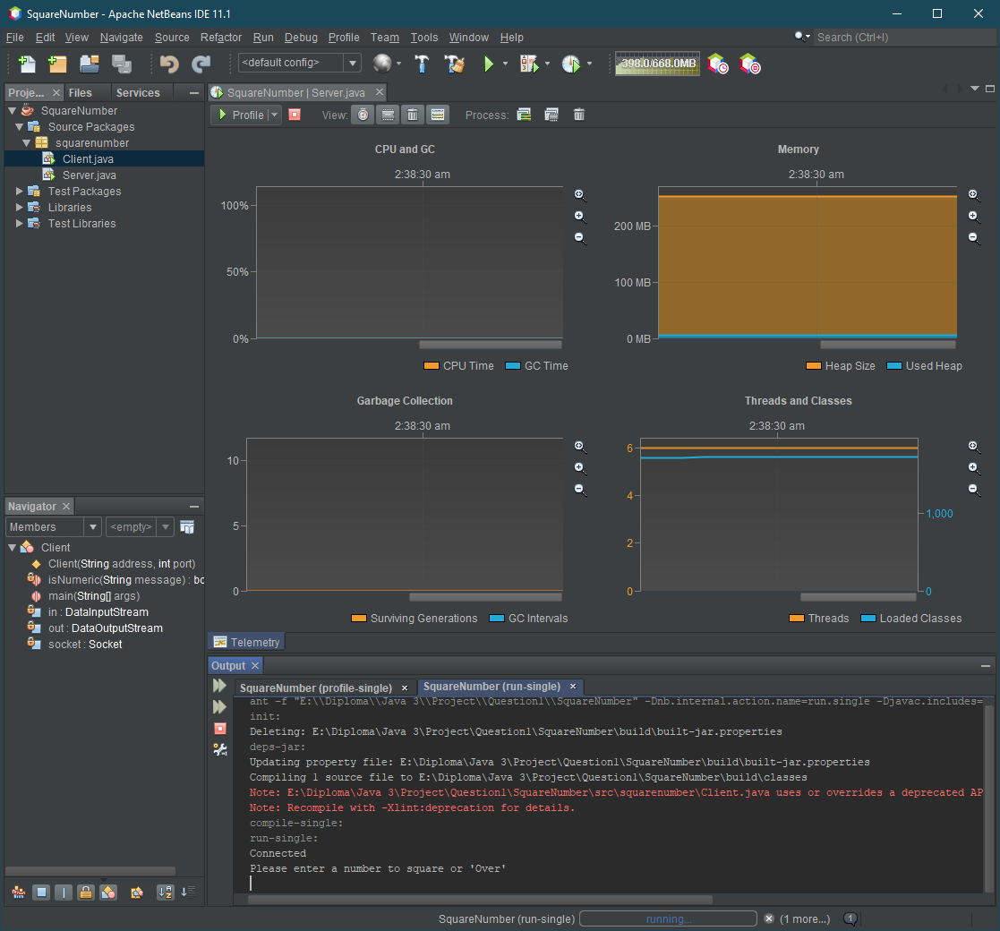 SquareNumber - Apache NetBeans IDE 11.1
File Edit View Navigate Source Refactor Run Debug Profile Team Tools Window Help
Search (Ctrl+I)
<default config>
398.0/668.0MB
Proje...
Files
Services
SquareNumber
Source Packages
squarenumber
Client.java
Server.java
Test Packages
Libraries
Test Libraries
SquareNumber | Server.java
Profile
View:
Process:
CPU and GC
2:38:30 am
100%
50%
0%
CPU Time
GC Time
Memory
2:38:30 am
200 MB
100 MB
0 MB
Heap Size
Used Heap
Garbage Collection
2:38:30 am
10
5
0
Surviving Generations
GC Intervals
Threads and Classes
2:38:30 am
6
4
2
0
1,000
0
Threads
Loaded Classes
Telemetry
Navigator
Members
<empty>
Client
Client(String address, int port)
isNumeric(String message) : bo
main(String[] args)
in : DataInputStream
out : DataOutputStream
socket : Socket
Output
SquareNumber (profile-single)
SquareNumber (run-single)
ant -f "E:\\Diploma\\Java 3\\Project\\Question1\\SquareNumber" -Dnb.internal.action.name=run.single -Djavac.includes=
init:
Deleting: E:\Diploma\Java 3\Project\Question1\SquareNumber\build\built-jar.properties
deps-jar:
Updating property file: E:\Diploma\Java 3\Project\Question1\SquareNumber\build\built-jar.properties
Compiling 1 source file to E:\Diploma\Java 3\Project\Question1\SquareNumber\build\classes
Note: E:\Diploma\Java 3\Project\Question1\SquareNumber\src\squarenumber\Client.java uses or overrides a deprecated AP
Note: Recompile with -Xlint:deprecation for details.
compile-single:
run-single:
Connected
Please enter a number to square or 'Over'
SquareNumber (run-single)
running...
(1 more...)
1